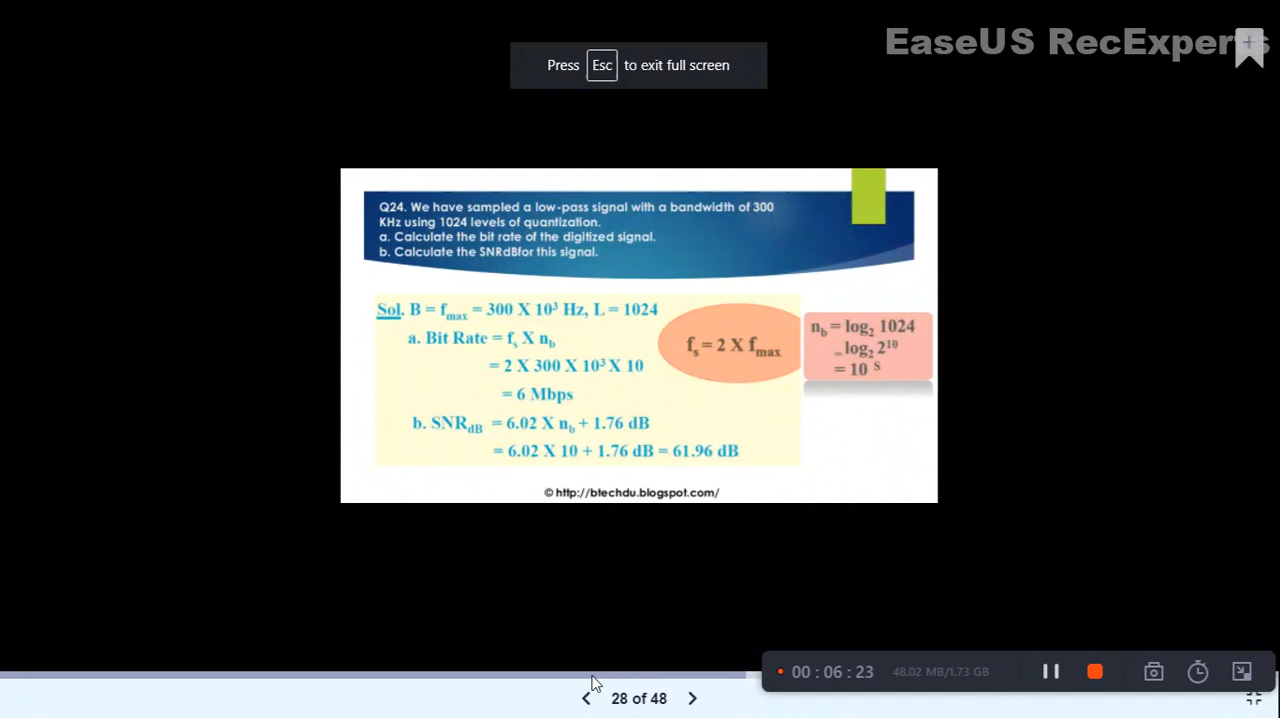 EaseUS RecExperts
Press Esc to exit full screen
Q24. We have sampled a low-pass signal with a bandwidth of 300
KHz using 1024 levels of quantization.
a. Calculate the bit rate of the digitized signal.
b. Calculate the SNRdBfor this signal.
Sol. B = fmax = 300 X 10³ Hz, L = 1024
a. Bit Rate = fs X nb
= 2 X 300 X 10³ X 10
= 6 Mbps
b. SNRdB = 6.02 X nb + 1.76 dB
= 6.02 X 10 + 1.76 dB = 61.96 dB
fs = 2 X fmax
nb = log2 1024
= log2 2¹⁰
= 10 s
© http://btechdu.blogspot.com/
00 : 06 : 23 48.02 MB/1.73 GB
28 of 48